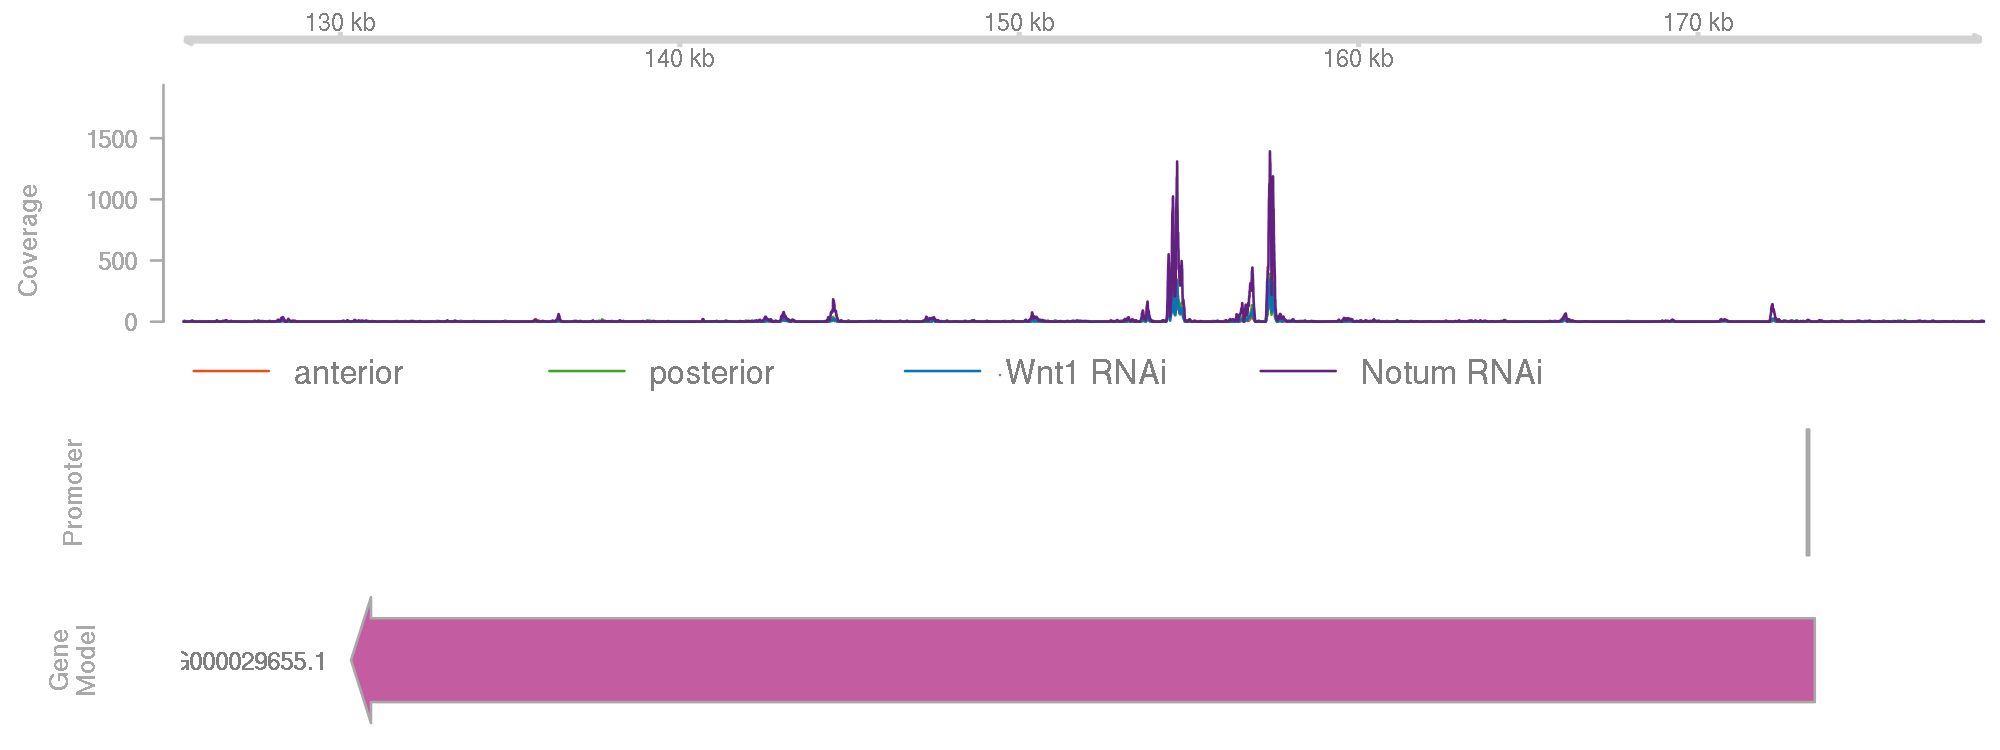 130 kb 150 kb 170 kb
140 kb 160 kb
Coverage
1500
1000
500
0
anterior posterior Wnt1 RNAi Notum RNAi
Promoter
Gene
Model
G000029655.1